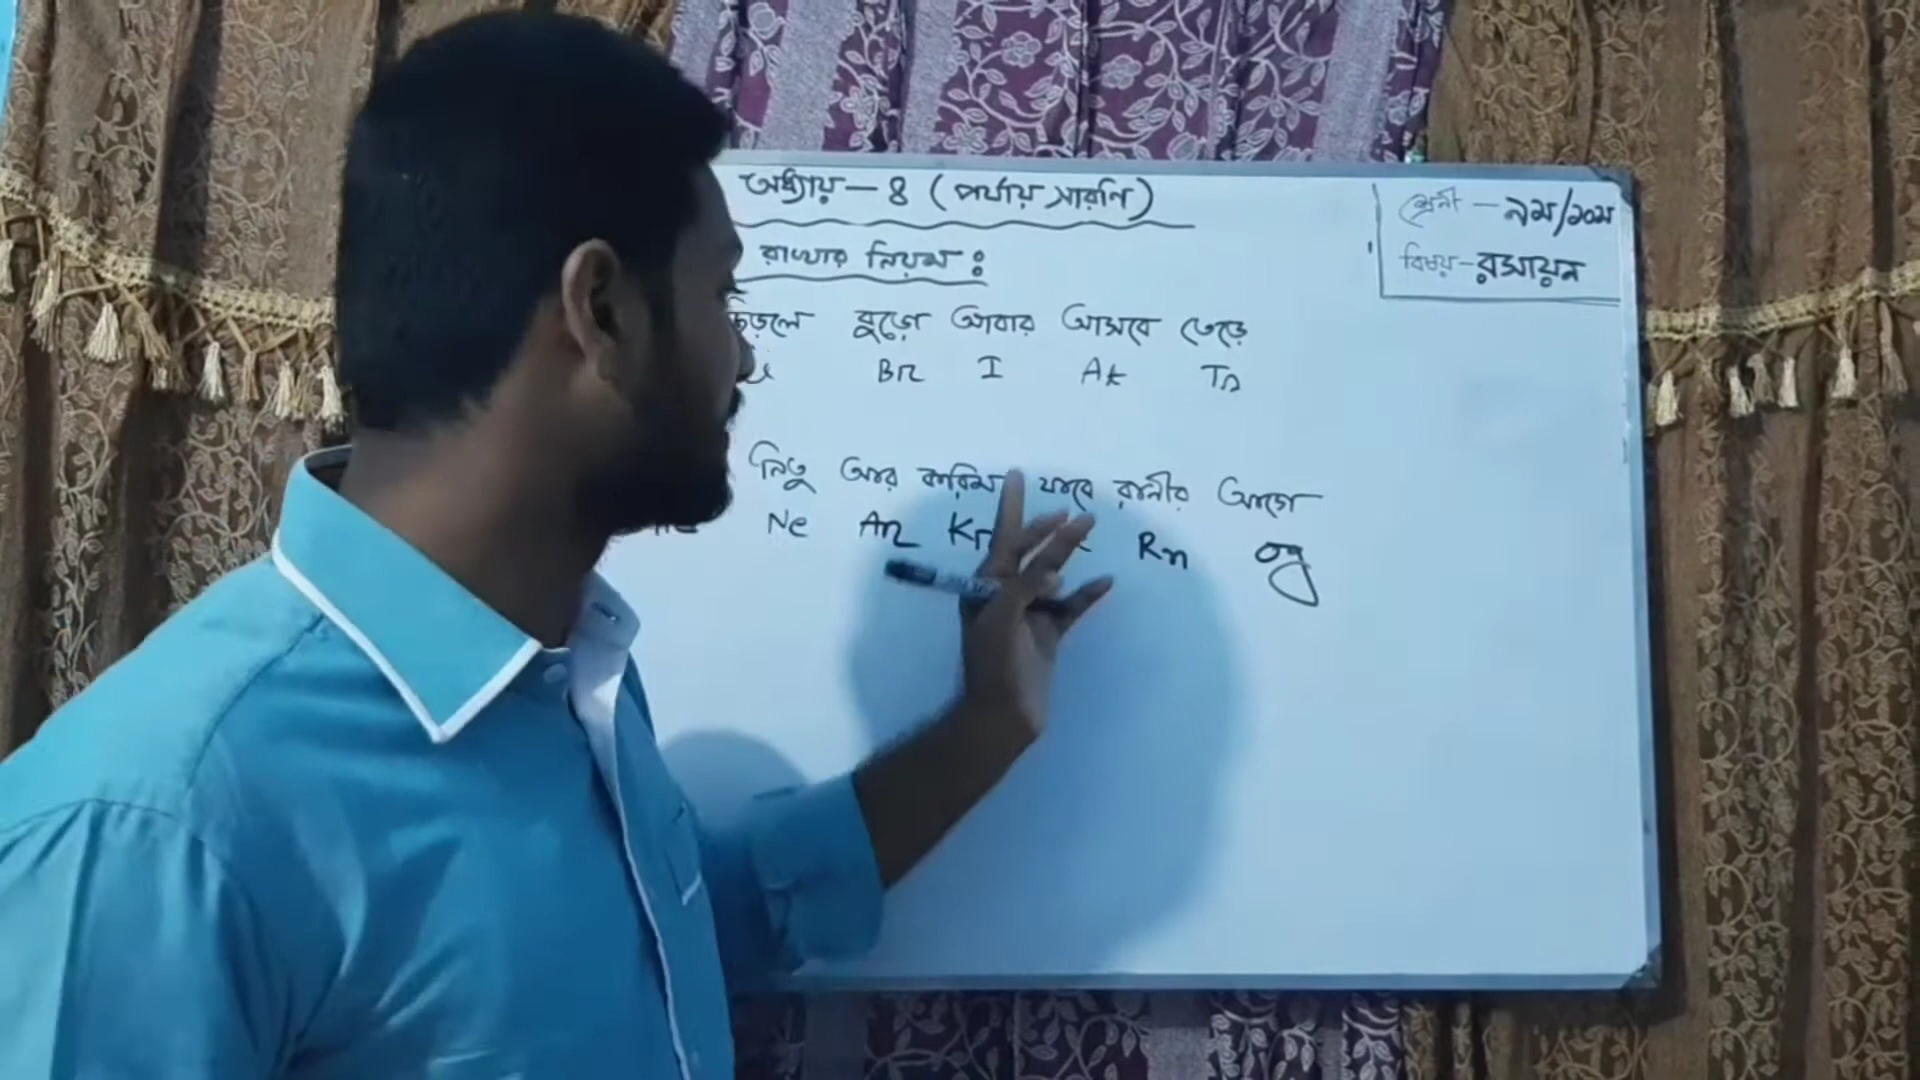 অধ্যায় - ৪ (পর্যায় সারণি)
শ্রেণী - ৯ম/১০ম
বিষয় - রসায়ন
রাখার নিয়ম :
বুড়ো আবার আসবে তেড়ে
Br I At Ts
নিতু আর কারিম যাবে রানীর আগে
Ne Ar Kr Rn Og